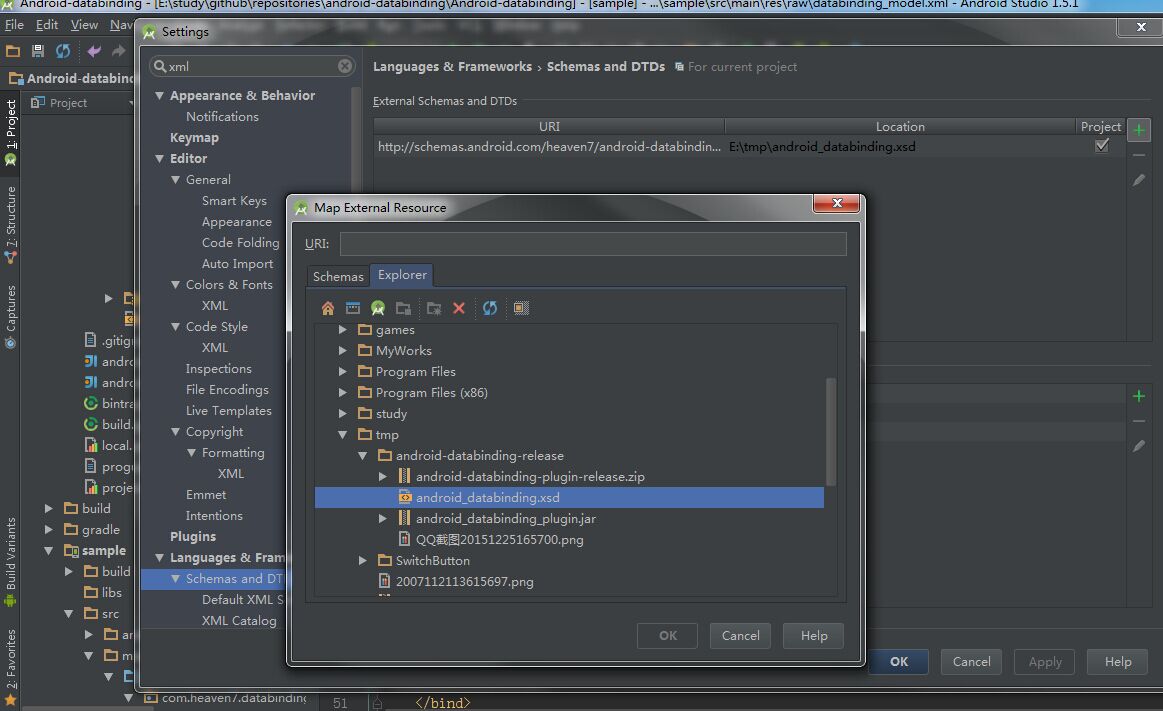 Android-databinding - [E:\study\github\repositories\android-databinding\Android-databinding] - [sample] - ...\sample\src\main\res\raw\databinding_model.xml - Android Studio 1.5.1
File Edit View Nav
Settings
Android-databind
Project
1: Project
7: Structure
Captures
Build Variants
2: Favorites
.gitig
andro
andro
bintra
build.
local.
progu
projec
build
gradle
sample
build
libs
src
com.heaven7.databinding
51 </bind>
xml
Appearance & Behavior
Notifications
Keymap
Editor
General
Smart Keys
Appearance
Code Folding
Auto Import
Colors & Fonts
XML
Code Style
XML
Inspections
File Encodings
Live Templates
Copyright
Formatting
XML
Emmet
Intentions
Plugins
Languages & Fram
Schemas and DT
Default XML S
XML Catalog
Languages & Frameworks › Schemas and DTDs For current project
External Schemas and DTDs
URI Location Project
http://schemas.android.com/heaven7/android-databindin... E:\tmp\android_databinding.xsd
Map External Resource
URI:
Schemas Explorer
games
MyWorks
Program Files
Program Files (x86)
study
tmp
android-databinding-release
android-databinding-plugin-release.zip
android_databinding.xsd
android_databinding_plugin.jar
QQ截图20151225165700.png
SwitchButton
2007112113615697.png
OK Cancel Help
OK Cancel Apply Help